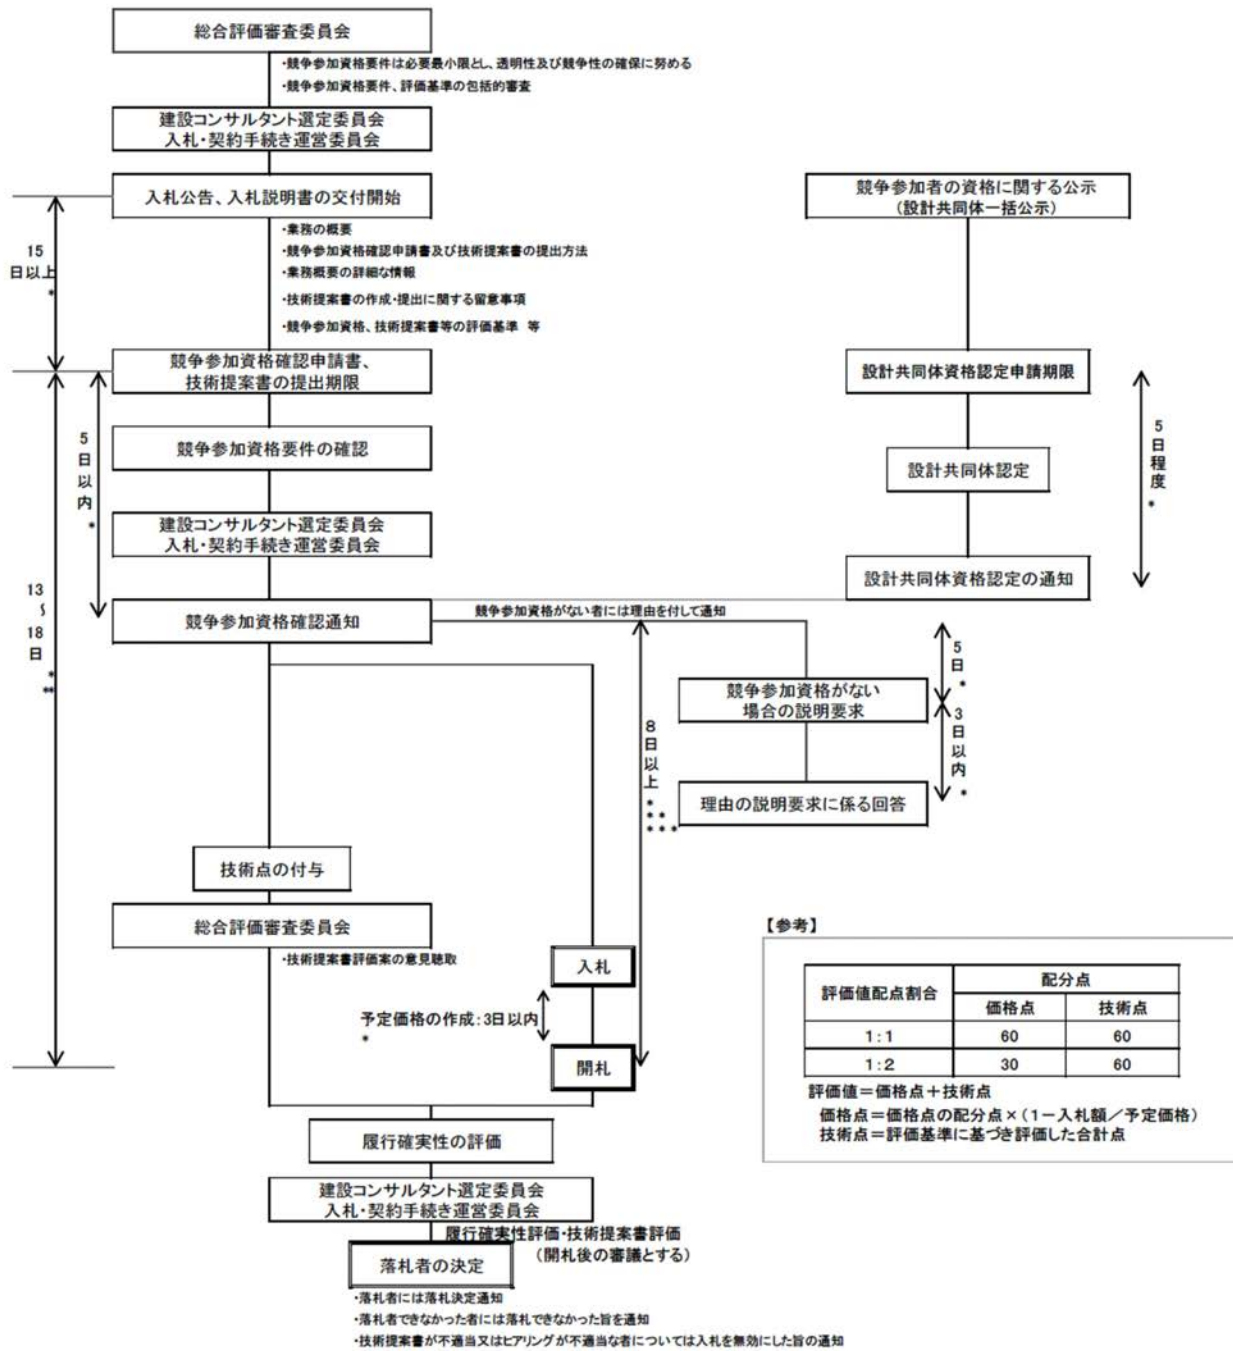 総合評価審査委員会
・競争参加資格要件は必要最小限とし、透明性及び競争性の確保に努める
・競争参加資格要件、評価基準の包括的審査
建設コンサルタント選定委員会
入札・契約手続き運営委員会
入札公告、入札説明書の交付開始
競争参加者の資格に関する公示
(設計共同体一括公示)
15
日以上
*
・業務の概要
・競争参加資格確認申請書及び技術提案書の提出方法
・業務概要の詳細な情報
・技術提案書の作成・提出に関する留意事項
・競争参加資格、技術提案書等の評価基準 等
競争参加資格確認申請書、
技術提案書の提出期限
設計共同体資格認定申請期限
5日以内
*
競争参加資格要件の確認
設計共同体認定
5日程度
*
建設コンサルタント選定委員会
入札・契約手続き運営委員会
設計共同体資格認定の通知
13
~
18
日
*
**
競争参加資格確認通知
競争参加資格がない者には理由を付して通知
5日
*
競争参加資格がない
場合の説明要求
3日以内
*
8日以上
*
**
***
理由の説明要求に係る回答
技術点の付与
総合評価審査委員会
・技術提案書評価案の意見聴取
入札
予定価格の作成:3日以内
*
開札
【参考】
評価値配点割合 配分点
価格点 技術点
1:1 60 60
1:2 30 60
評価値=価格点+技術点
価格点=価格点の配分点×(1-入札額/予定価格)
技術点=評価基準に基づき評価した合計点
履行確実性の評価
建設コンサルタント選定委員会
入札・契約手続き運営委員会
履行確実性評価・技術提案書評価
(開札後の審議とする)
落札者の決定
・落札者には落札決定通知
・落札者できなかった者には落札できなかった旨を通知
・技術提案書が不適当又はヒアリングが不適当な者については入札を無効にした旨の通知